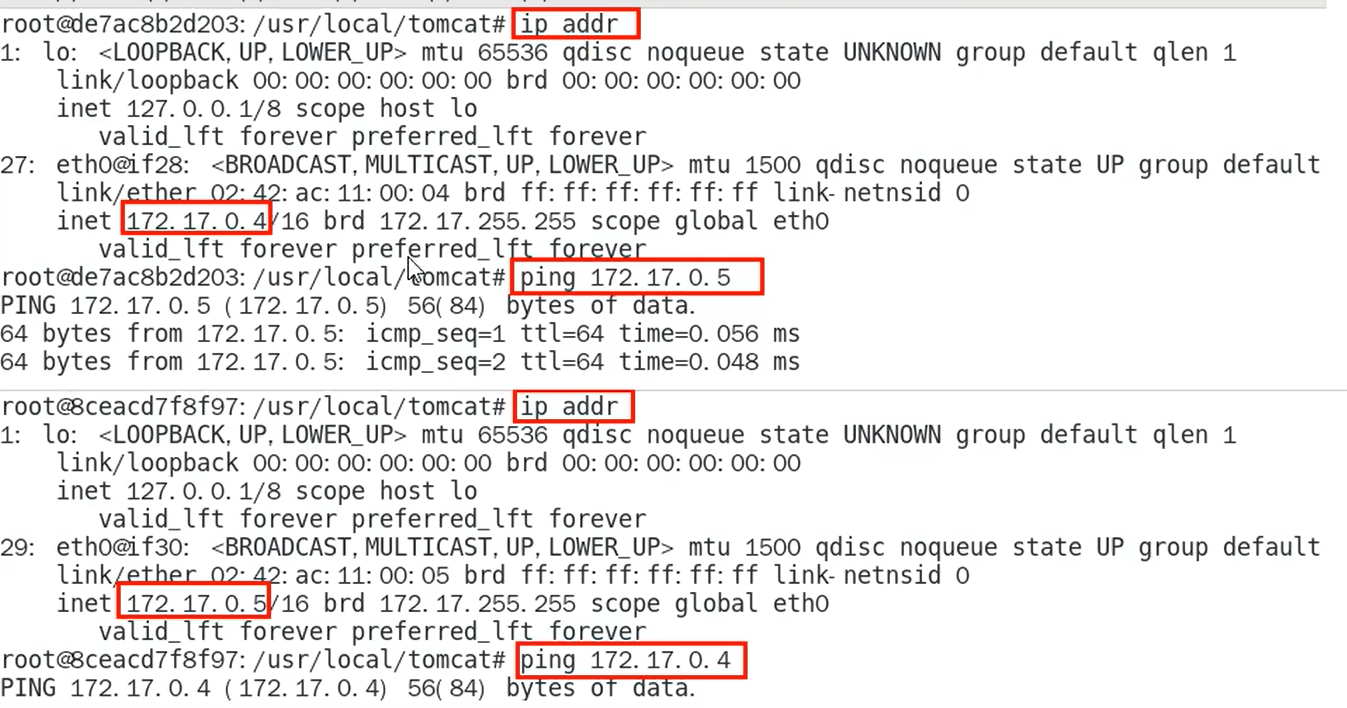 root@de7ac8b2d203:/usr/local/tomcat# ip addr
1: lo: <LOOPBACK,UP,LOWER_UP> mtu 65536 qdisc noqueue state UNKNOWN group default qlen 1
link/loopback 00:00:00:00:00:00 brd 00:00:00:00:00:00
inet 127.0.0.1/8 scope host lo
valid_lft forever preferred_lft forever
27: eth0@if28: <BROADCAST,MULTICAST,UP,LOWER_UP> mtu 1500 qdisc noqueue state UP group default
link/ether 02:42:ac:11:00:04 brd ff:ff:ff:ff:ff:ff link-netnsid 0
inet 172.17.0.4/16 brd 172.17.255.255 scope global eth0
valid_lft forever preferred_lft forever
root@de7ac8b2d203:/usr/local/tomcat# ping 172.17.0.5
PING 172.17.0.5 (172.17.0.5) 56(84) bytes of data.
64 bytes from 172.17.0.5: icmp_seq=1 ttl=64 time=0.056 ms
64 bytes from 172.17.0.5: icmp_seq=2 ttl=64 time=0.048 ms
root@8ceacd7f8f97:/usr/local/tomcat# ip addr
1: lo: <LOOPBACK,UP,LOWER_UP> mtu 65536 qdisc noqueue state UNKNOWN group default qlen 1
link/loopback 00:00:00:00:00:00 brd 00:00:00:00:00:00
inet 127.0.0.1/8 scope host lo
valid_lft forever preferred_lft forever
29: eth0@if30: <BROADCAST,MULTICAST,UP,LOWER_UP> mtu 1500 qdisc noqueue state UP group default
link/ether 02:42:ac:11:00:05 brd ff:ff:ff:ff:ff:ff link-netnsid 0
inet 172.17.0.5/16 brd 172.17.255.255 scope global eth0
valid_lft forever preferred_lft forever
root@8ceacd7f8f97:/usr/local/tomcat# ping 172.17.0.4
PING 172.17.0.4 (172.17.0.4) 56(84) bytes of data.